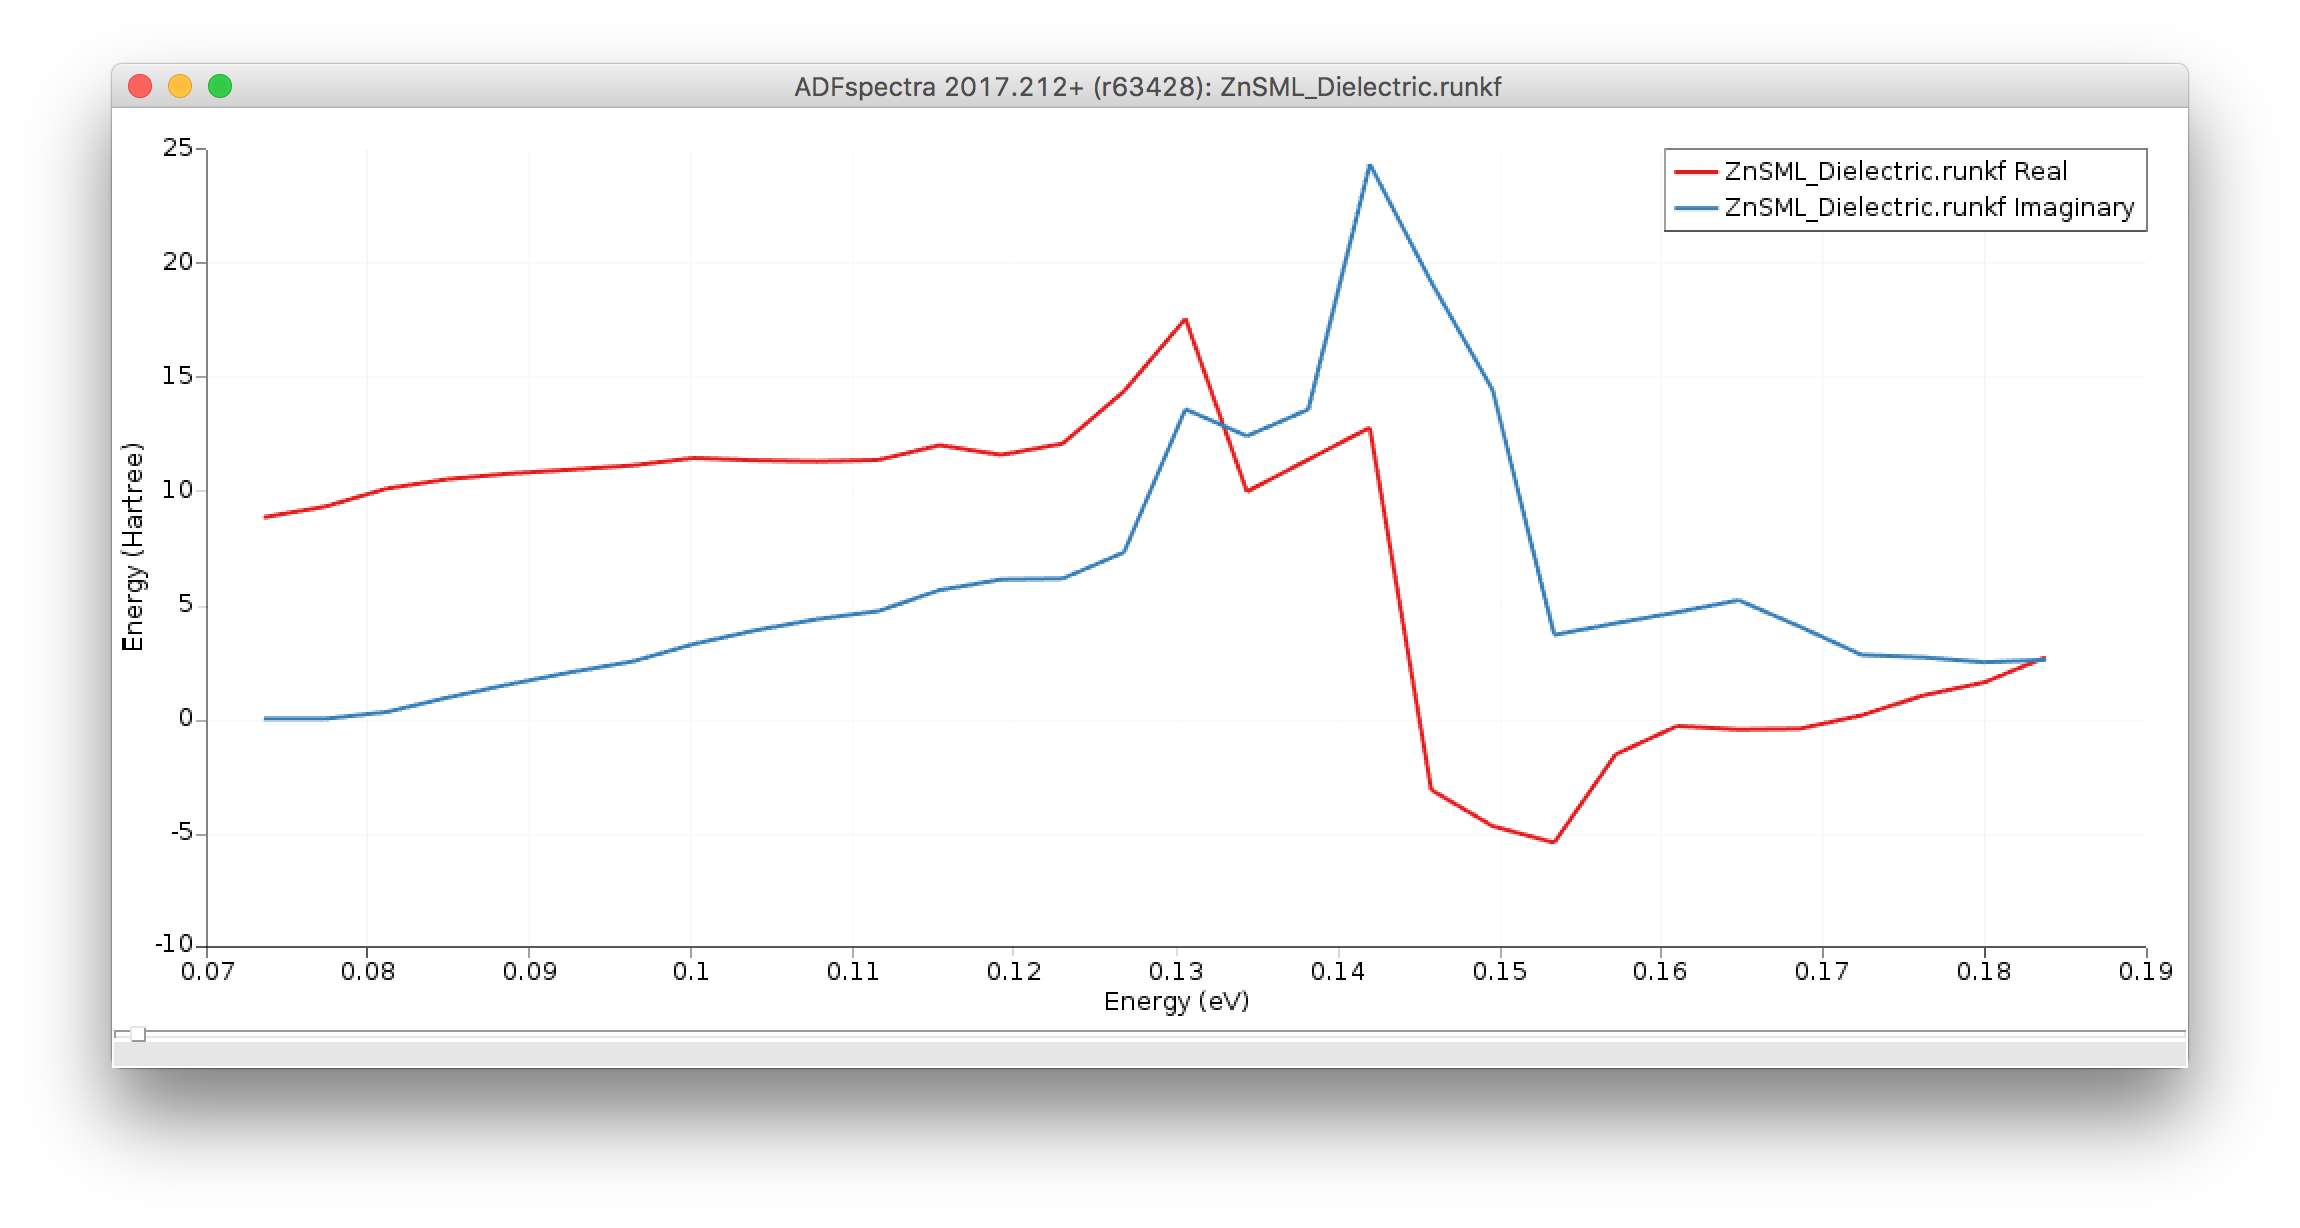 ADFspectra 2017.212+ (r63428): ZnSML_Dielectric.runkf
ZnSML_Dielectric.runkf Real
ZnSML_Dielectric.runkf Imaginary
25
20
15
10
5
0
-5
-10
Energy (Hartree)
0.07 0.08 0.09 0.1 0.11 0.12 0.13 0.14 0.15 0.16 0.17 0.18 0.19
Energy (eV)